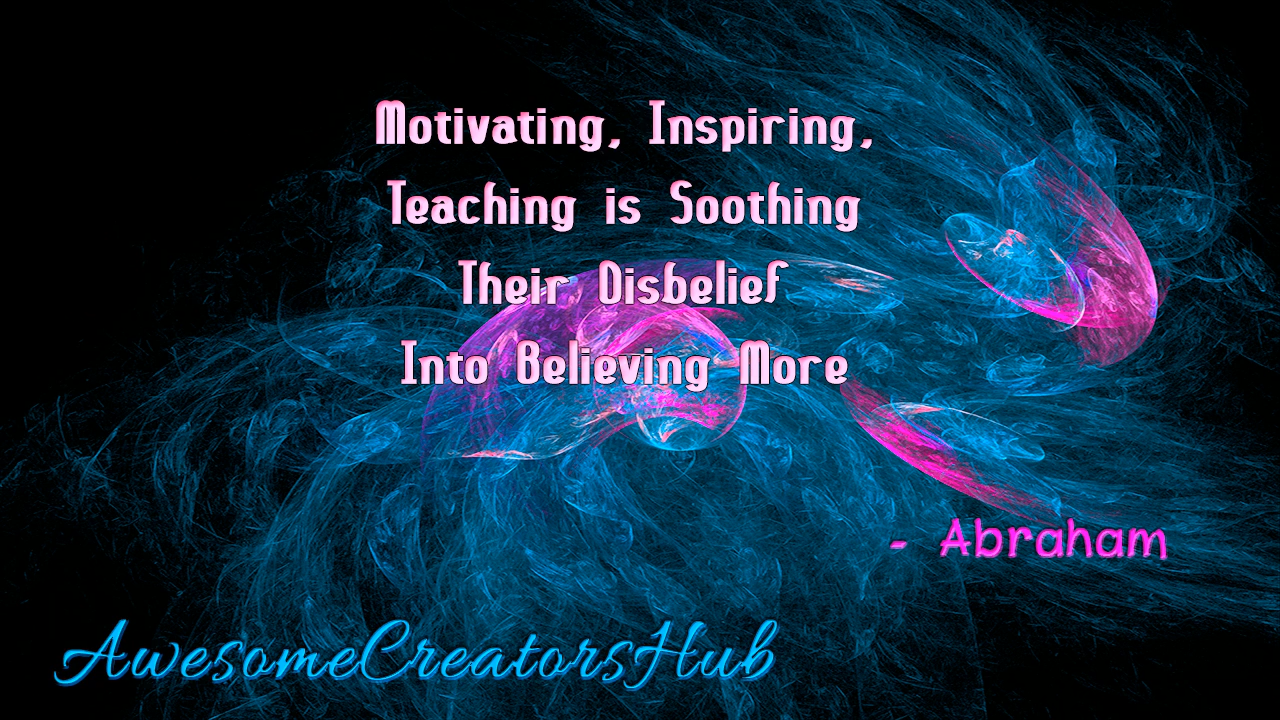 Motivating, Inspiring,
Teaching is Soothing
Their Disbelief
Into Believing More
- Abraham
AwesomeCreatorsHub